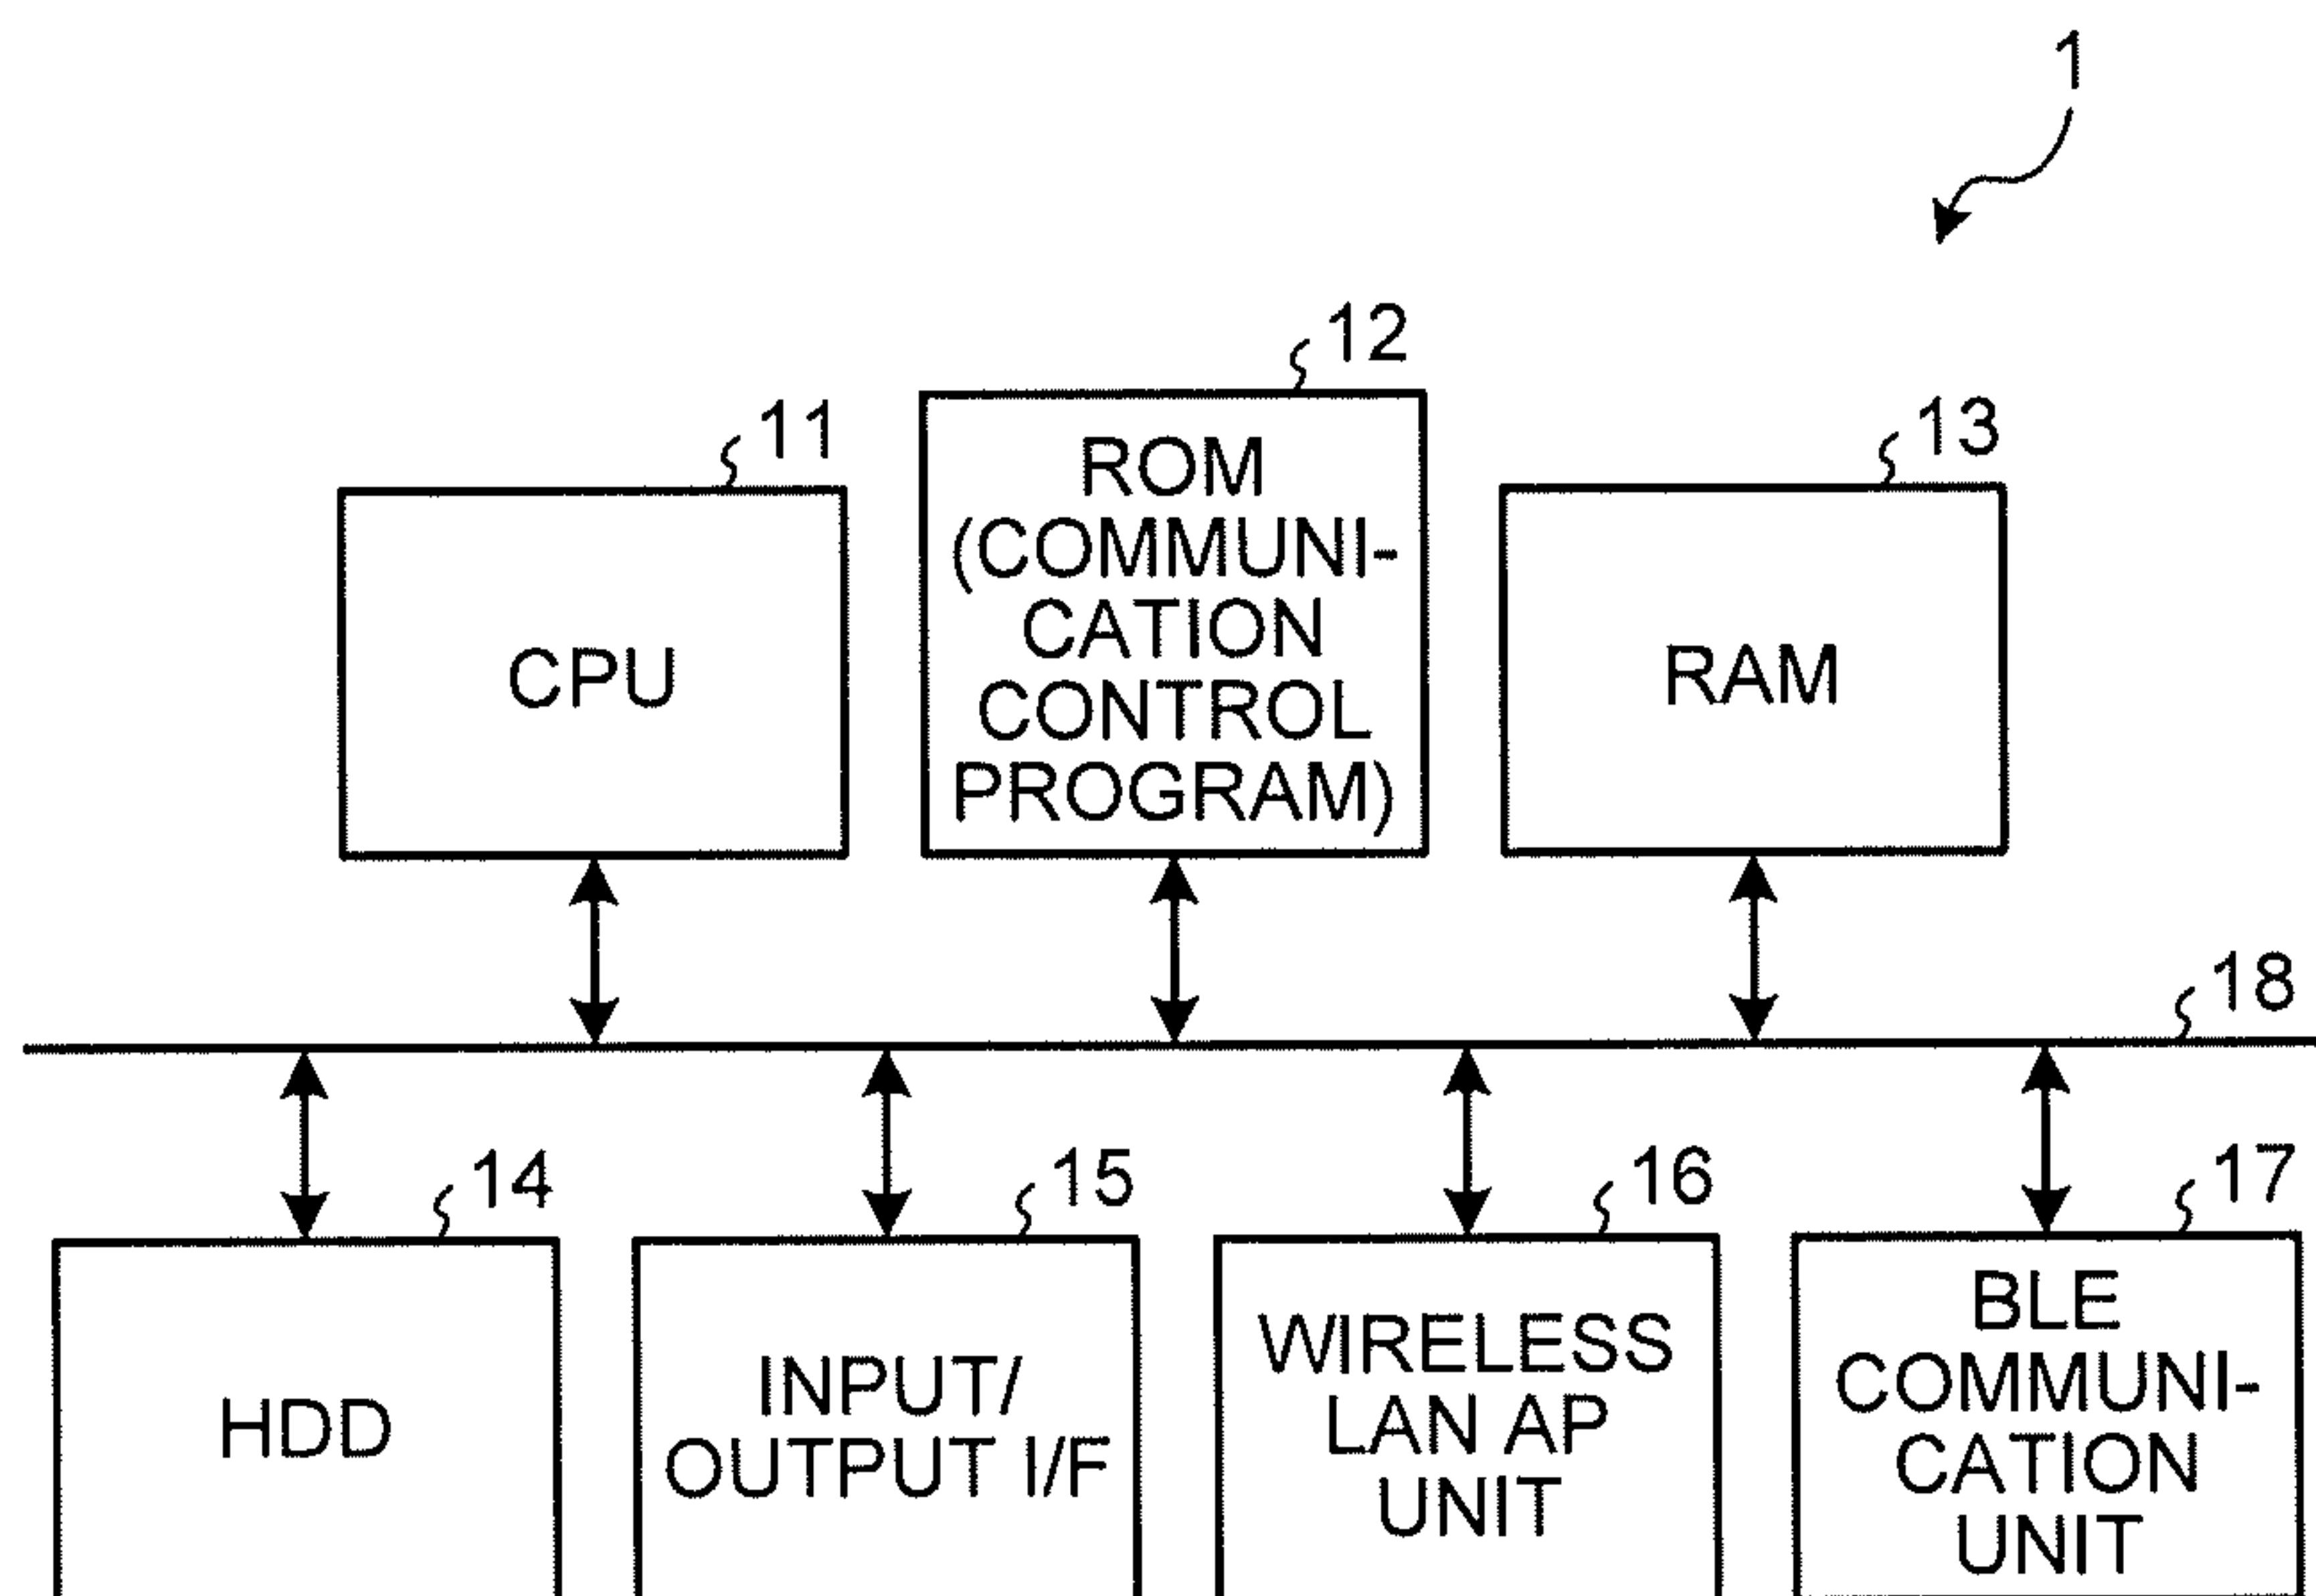 1
12
11
13
ROM
(COMMUNI-
CATION
CONTROL
PROGRAM)
CPU
RAM
18
14
15
16
17
HDD
INPUT/
OUTPUT I/F
WIRELESS
LAN AP
UNIT
BLE
COMMUNI-
CATION
UNIT